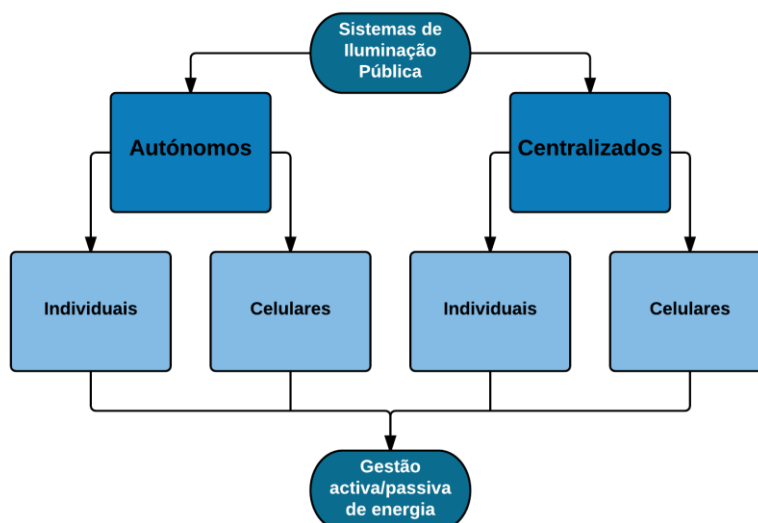 Sistemas de
Iluminação
Pública
Autónomos
Centralizados
Individuais
Celulares
Individuais
Celulares
Gestão
activa/passiva
de energia